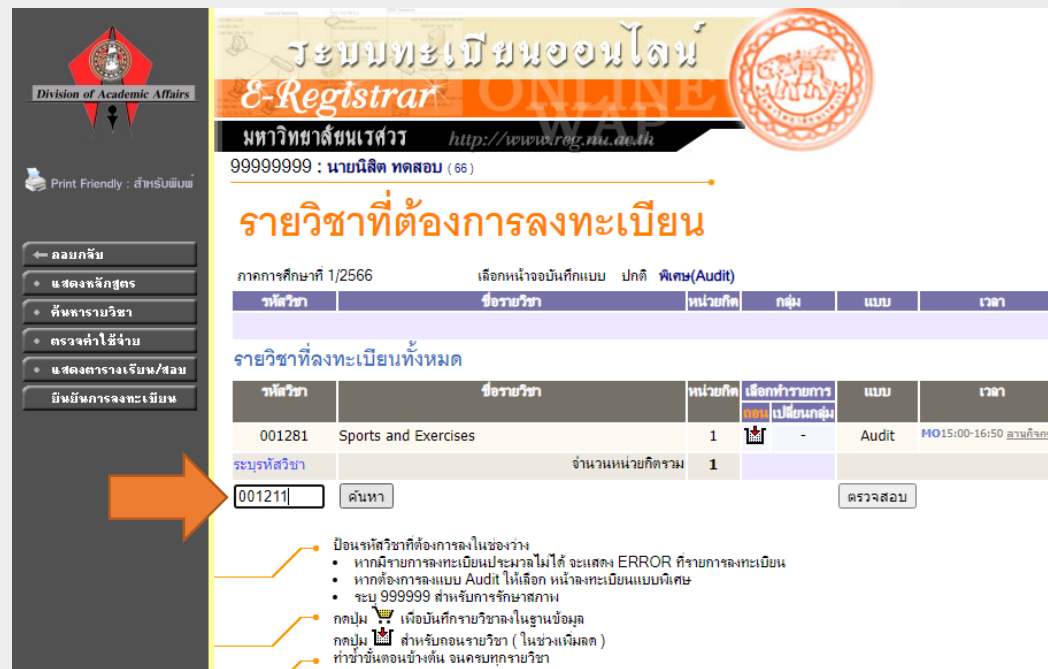 ระบบทะเบียนออนไลน์
E-Registrar ONLINE
WAP
มหาวิทยาลัยนเรศวร http://www.reg.nu.ac.th
Division of Academic Affairs
Print Friendly : สำหรับพิมพ์
99999999 : นายนิสิต ทดสอบ ( 66 )
รายวิชาที่ต้องการลงทะเบียน
ถอยกลับ
แสดงหลักสูตร
ค้นหารายวิชา
ตรวจค่าใช้จ่าย
แสดงตารางเรียน/สอบ
ยืนยันการลงทะเบียน
ภาคการศึกษาที่ 1/2566 เลือกหน้าจอบันทึกแบบ ปกติ พิเศษ(Audit)
รหัสวิชา ชื่อรายวิชา หน่วยกิต กลุ่ม แบบ เวลา
รายวิชาที่ลงทะเบียนทั้งหมด
รหัสวิชา ชื่อรายวิชา หน่วยกิต เลือกทำรายการ แบบ เวลา
ถอน เปลี่ยนกลุ่ม
001281 Sports and Exercises 1 - Audit MO15:00-16:50
ระบุรหัสวิชา จำนวนหน่วยกิตรวม 1
001211 ค้นหา ตรวจสอบ
ป้อนรหัสวิชาที่ต้องการลงในช่องว่าง
• หากมีรายการลงทะเบียนประมวลไม่ได้ จะแสดง ERROR ที่รายการลงทะเบียน
• หากต้องการลงแบบ Audit ให้เลือก หน้าลงทะเบียนแบบพิเศษ
• ระบุ 999999 สำหรับการรักษาสภาพ
กดปุ่ม เพื่อบันทึกรายวิชาลงในฐานข้อมูล
กดปุ่ม สำหรับถอนรายวิชา ( ในช่วงเพิ่มลด )
ทำซ้ำขั้นตอนข้างต้น จนครบทุกรายวิชา